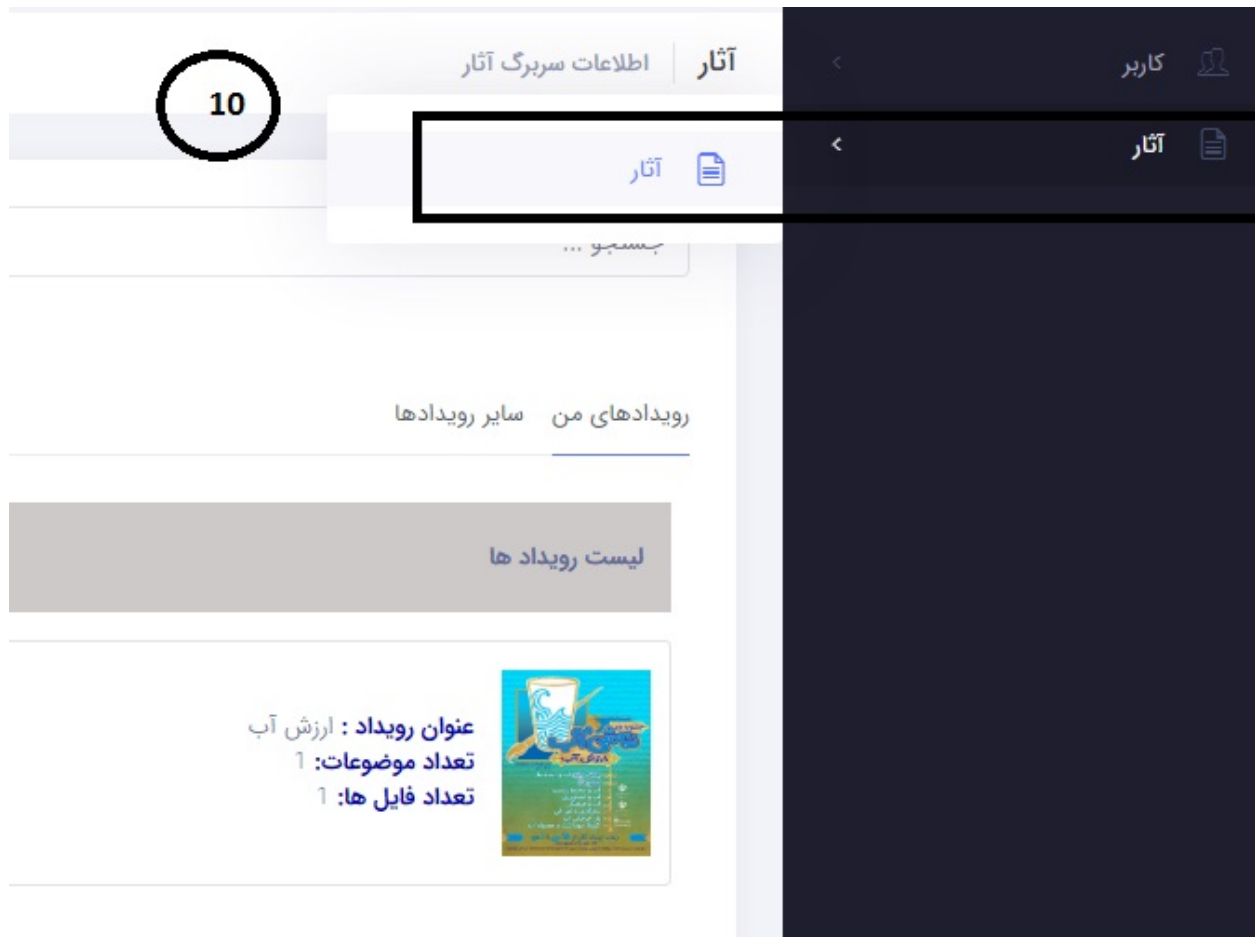 کاربر
آثار
آثار اطلاعات سربرگ آثار
10
آثار
جستجو ...
رویدادهای من سایر رویدادها
لیست رویداد ها
عنوان رویداد : ارزش آب
تعداد موضوعات: 1
تعداد فایل ها: 1